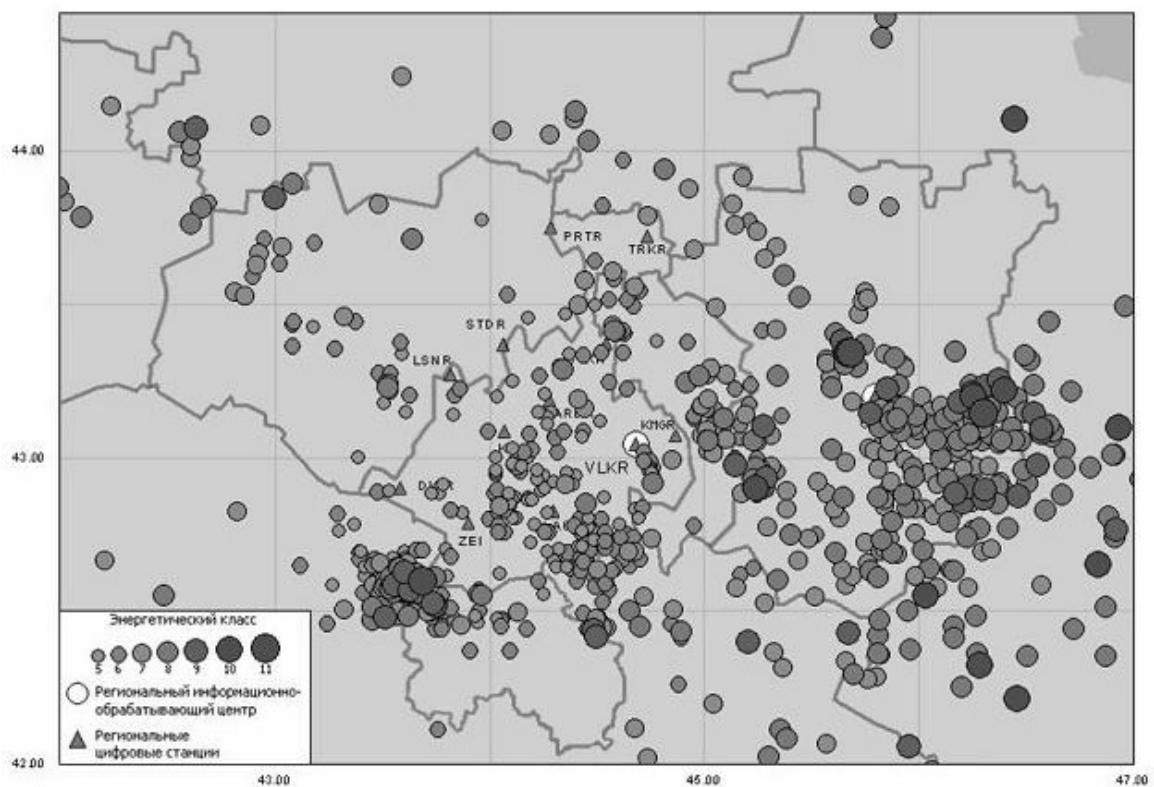 44.00
PRTR
TRKR
STDR
LSNR
KMGR
43.00
VLKR
ZEI
Энергетический класс
5 6 7 8 9 10 11
Региональный информационно-
обрабатывающий центр
Региональные
цифровые станции
42.00
43.00
45.00
47.00